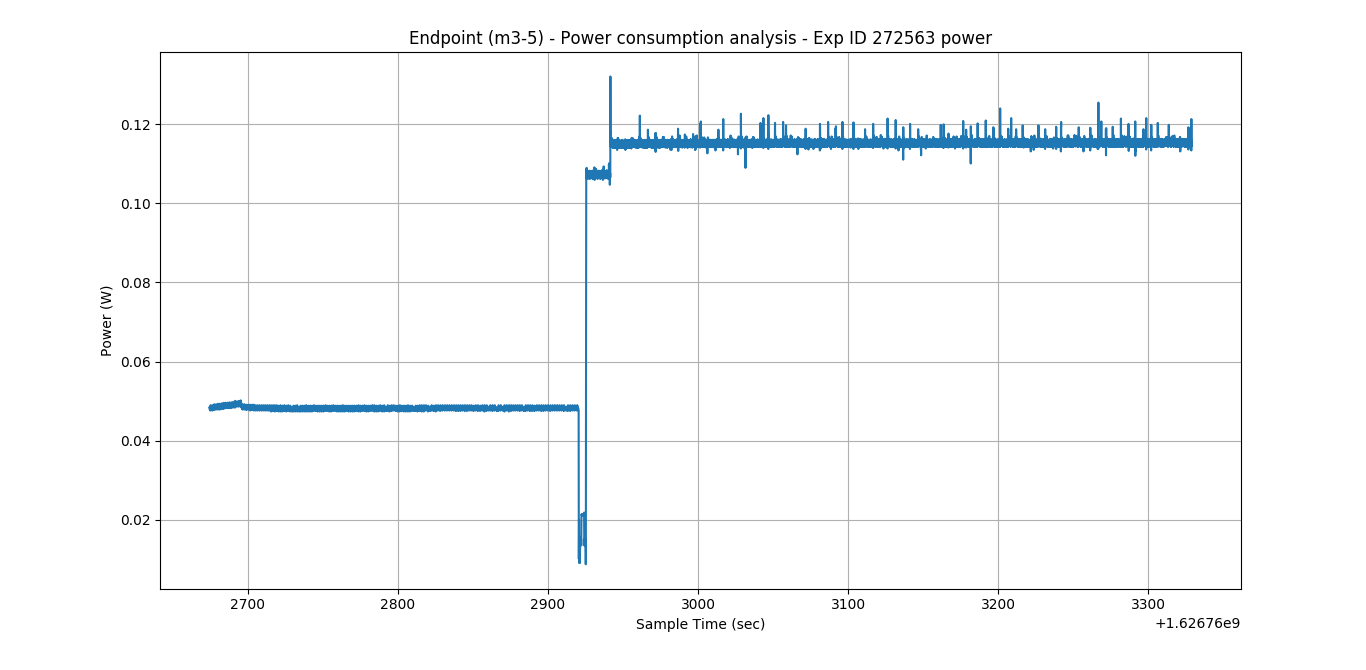 Endpoint (m3-5) - Power consumption analysis - Exp ID 272563 power
0.12
0.10
0.08
0.06
0.04
0.02
Power (W)
2700 2800 2900 3000 3100 3200 3300
Sample Time (sec)
+1.62676e9